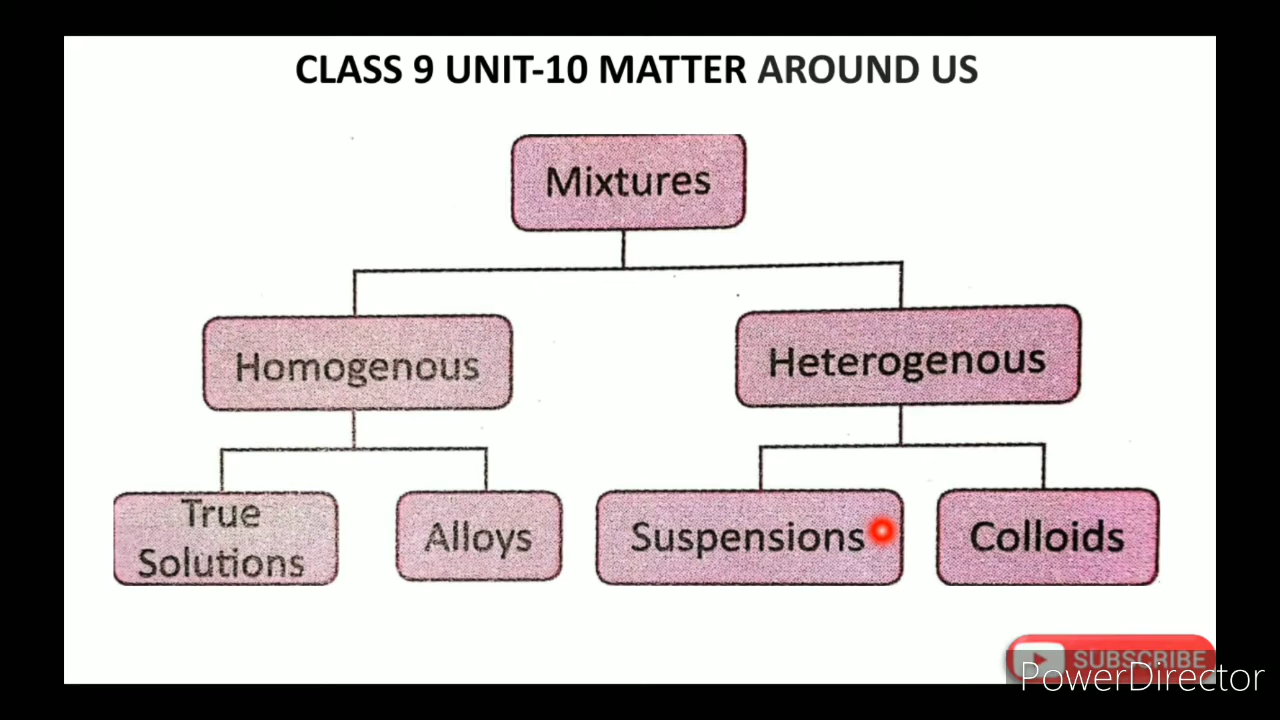 CLASS 9 UNIT-10 MATTER AROUND US
Mixtures
Homogenous
Heterogenous
True
Solutions
Alloys
Suspensions
Colloids
SUBSCRIBE
PowerDirector